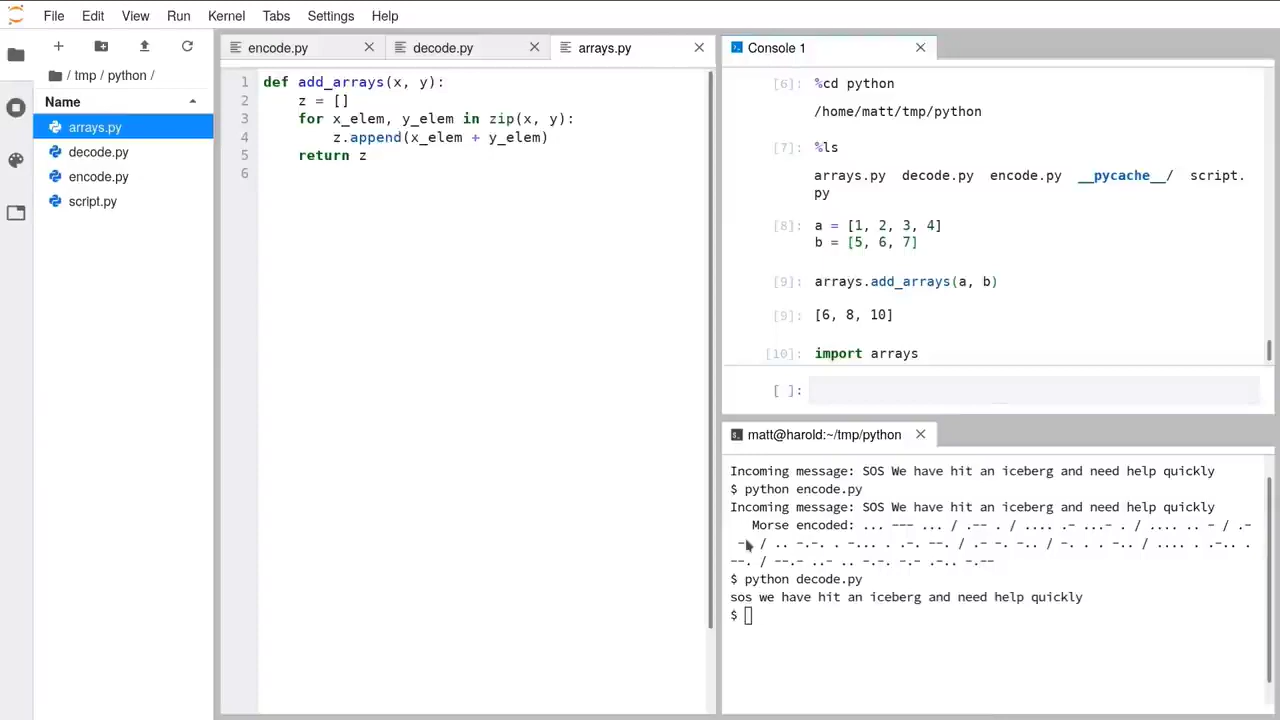 File Edit View Run Kernel Tabs Settings Help
/ tmp / python /
Name
arrays.py
decode.py
encode.py
script.py
encode.py
decode.py
arrays.py
1 def add_arrays(x, y):
2     z = []
3     for x_elem, y_elem in zip(x, y):
4         z.append(x_elem + y_elem)
5     return z
6
Console 1
[6]: %cd python
/home/matt/tmp/python
[7]: %ls
arrays.py  decode.py  encode.py  __pycache__/  script.
py
[8]: a = [1, 2, 3, 4]
b = [5, 6, 7]
[9]: arrays.add_arrays(a, b)
[9]: [6, 8, 10]
[10]: import arrays
[ ]:
matt@harold:~/tmp/python
Incoming message: SOS We have hit an iceberg and need help quickly
$ python encode.py
Incoming message: SOS We have hit an iceberg and need help quickly
Morse encoded: ... --- ... / .-- . / .... .- ...- . / .... .. - / .-
/ .. -.-. . -... . .-. --. / .- -. -.. / -. . . -.. / .... . .-.. .
--. / --.- ..- .. -.-. -.- .-.. -.--
$ python decode.py
sos we have hit an iceberg and need help quickly
$